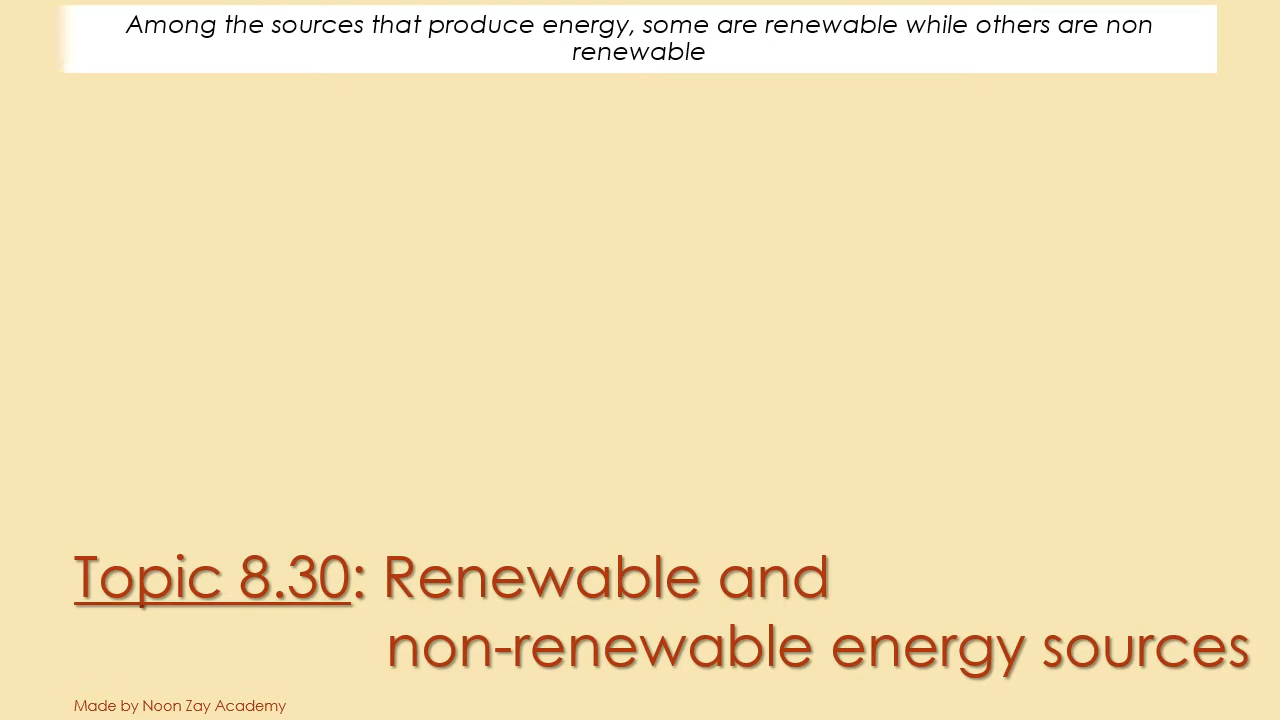 Among the sources that produce energy, some are renewable while others are non
renewable
Topic 8.30: Renewable and
non-renewable energy sources
Made by Noon Zay Academy